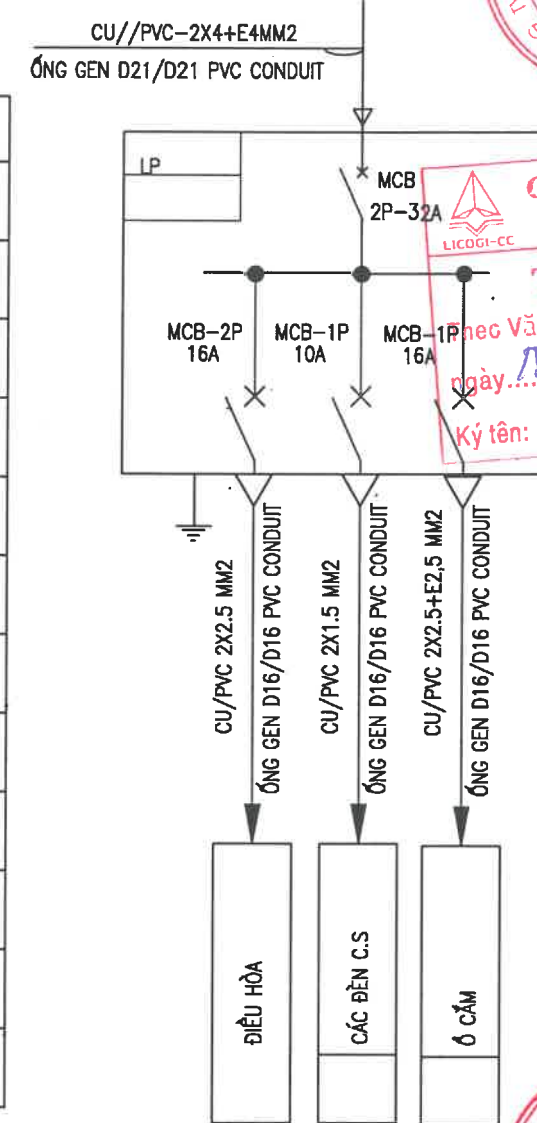 CU//PVC-2X4+E4MM2
ỐNG GEN D21/D21 PVC CONDUIT
LP
MCB
2P-32A
LICOGI-CC
MCB-2P
16A
MCB-1P
10A
MCB-1P
16A
Theo
ngày....
Ký tên:
CU/PVC 2X2.5 MM2
ỐNG GEN D16/D16 PVC CONDUIT
CU/PVC 2X1.5 MM2
ỐNG GEN D16/D16 PVC CONDUIT
CU/PVC 2X2.5+E2,5 MM2
ỐNG GEN D16/D16 PVC CONDUIT
ĐIỀU HÒA
CÁC ĐÈN C.S
Ổ CẮM